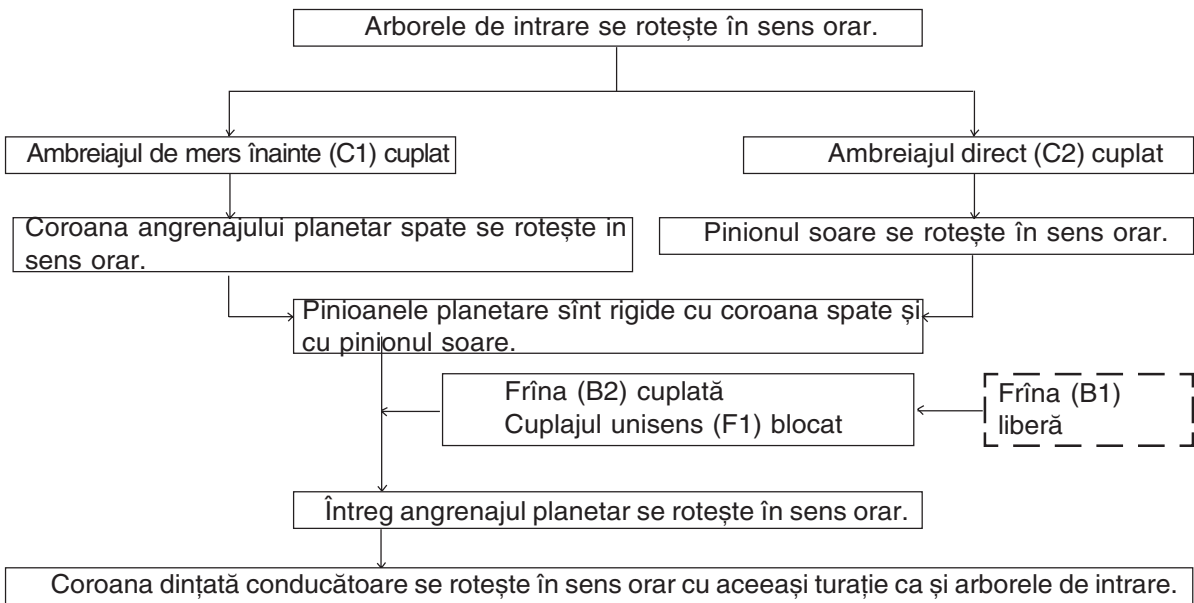 Arborele de intrare se rotește în sens orar.
Ambreiajul de mers înainte (C1) cuplat
Ambreiajul direct (C2) cuplat
Coroana angrenajului planetar spate se rotește in
sens orar.
Pinionul soare se rotește în sens orar.
Pinioanele planetare sînt rigide cu coroana spate și
cu pinionul soare.
Frîna (B2) cuplată
Cuplajul unisens (F1) blocat
Frîna (B1)
liberă
Întreg angrenajul planetar se rotește în sens orar.
Coroana dințată conducătoare se rotește în sens orar cu aceeași turație ca și arborele de intrare.